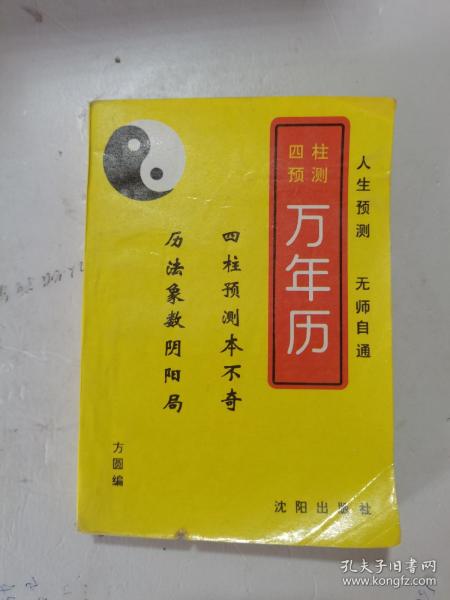 人生预测 无师自通
四柱
预测
万年历
四柱预测本不奇
历法象数阴阳局
方圆编
沈阳出版社
孔夫子旧书网
www.kongfz.com